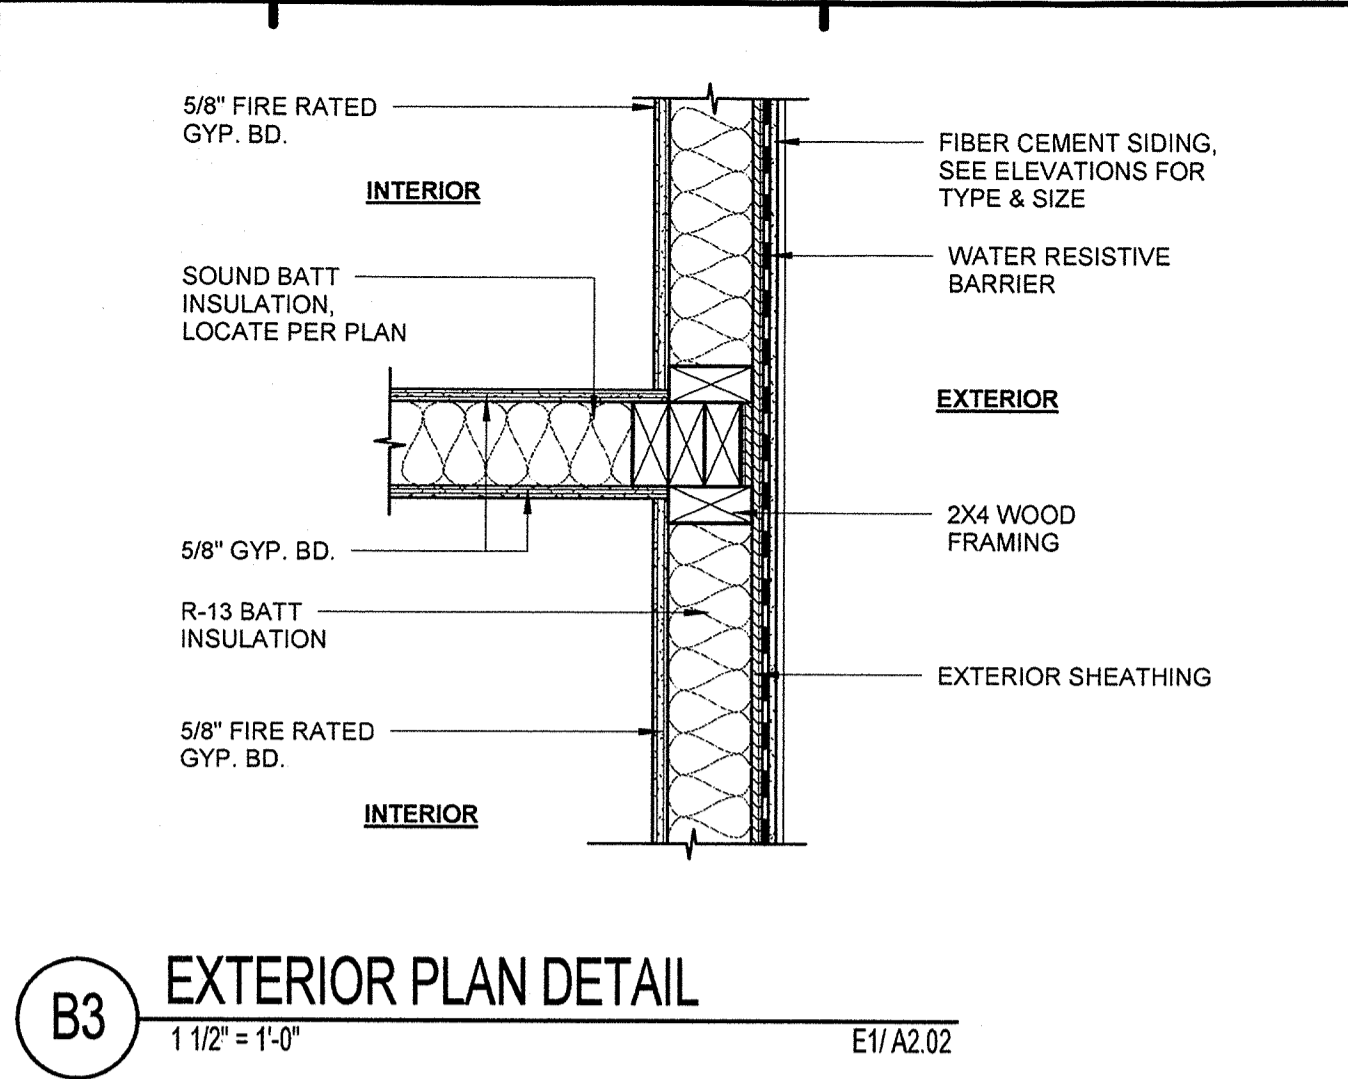 5/8" FIRE RATED
GYP. BD.
INTERIOR
SOUND BATT
INSULATION,
LOCATE PER PLAN
5/8" GYP. BD.
R-13 BATT
INSULATION
5/8" FIRE RATED
GYP. BD.
INTERIOR
FIBER CEMENT SIDING,
SEE ELEVATIONS FOR
TYPE & SIZE
WATER RESISTIVE
BARRIER
EXTERIOR
2X4 WOOD
FRAMING
EXTERIOR SHEATHING
B3
EXTERIOR PLAN DETAIL
1 1/2" = 1'-0"
E1/ A2.02